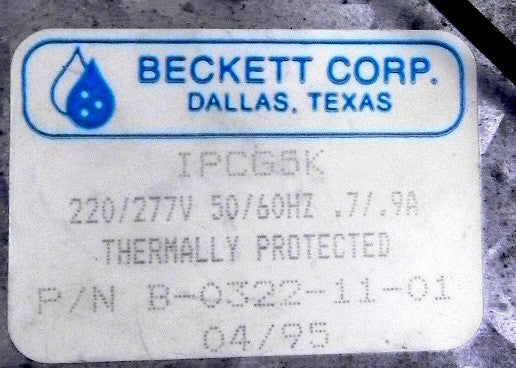 BECKETT CORP.
DALLAS, TEXAS
IPCG5K
220/277V 50/60HZ .7/.9A
THERMALLY PROTECTED
P/N B-0322-11-01
04/95